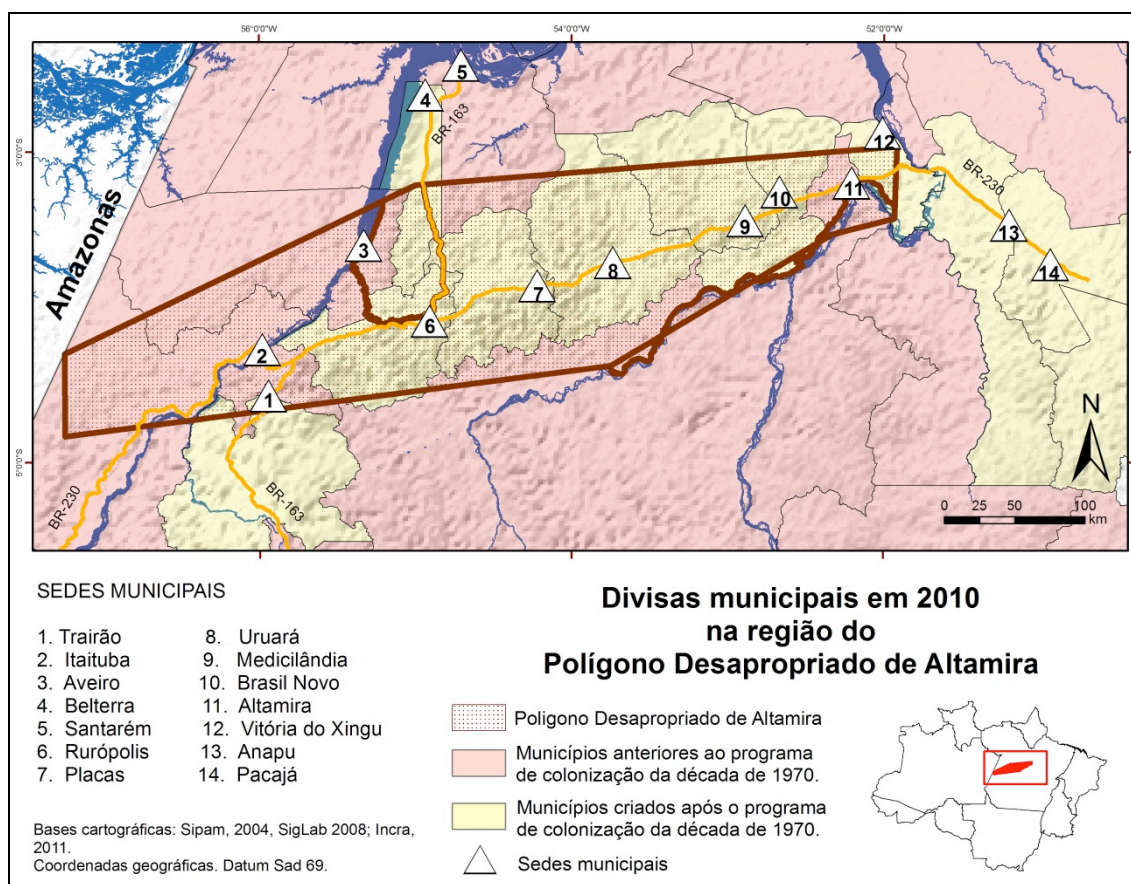 56°0'0"W
54°0'0"W
52°0'0"W
5
4
BR-163
3°0'0"S
12
3°0'0"S
BR-230
11
10
9
13
Amazonas
3
8
14
7
6
2
1
N
5°0'0"S
5°0'0"S
BR-230
BR-163
0 25 50 100
km
SEDES MUNICIPAIS
1. Trairão
2. Itaituba
3. Aveiro
4. Belterra
5. Santarém
6. Rurópolis
7. Placas
8. Uruará
9. Medicilândia
10. Brasil Novo
11. Altamira
12. Vitória do Xingu
13. Anapu
14. Pacajá
Bases cartográficas: Sipam, 2004, SigLab 2008; Incra,
2011.
Coordenadas geográficas. Datum Sad 69.
Divisas municipais em 2010
na região do
Polígono Desapropriado de Altamira
Poligono Desapropriado de Altamira
Municípios anteriores ao programa
de colonização da década de 1970.
Municípios criados após o programa
de colonização da década de 1970.
Sedes municipais